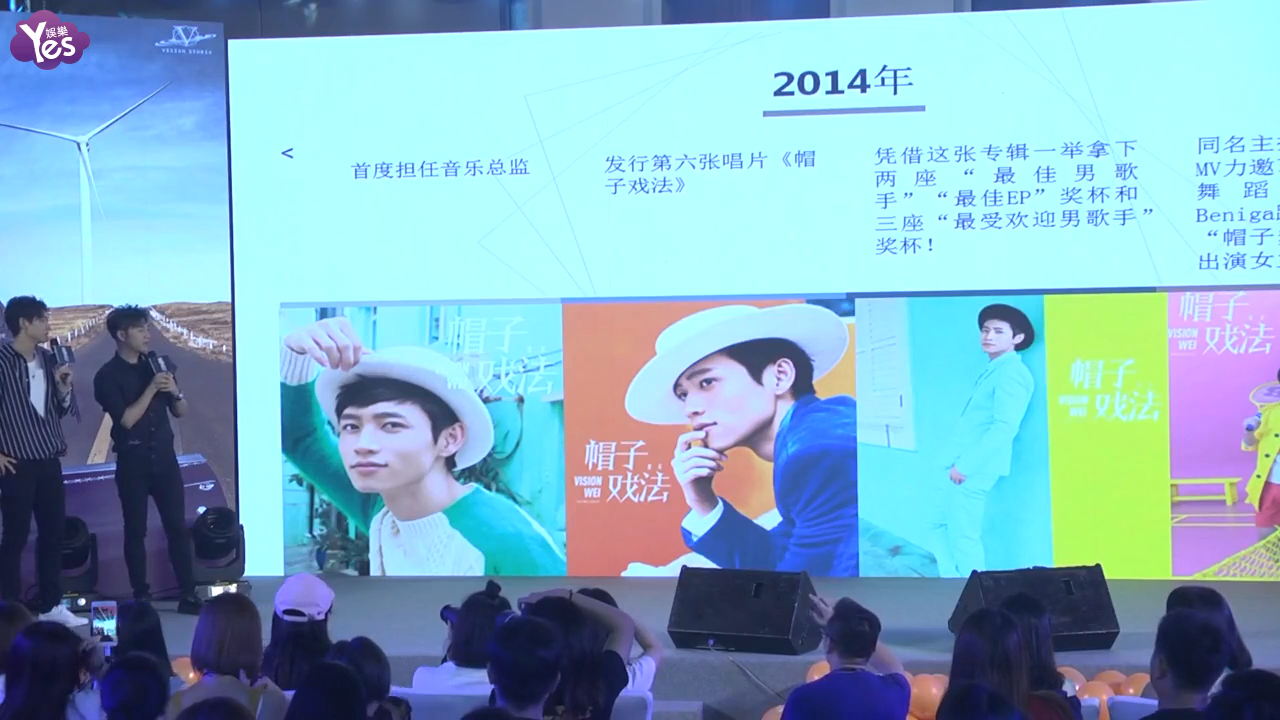 娱樂
Yes
VISION STUDIO
2014年
<
首度担任音乐总监
发行第六张唱片《帽
子戏法》
凭借这张专辑一举拿下
两座“最佳男歌
手”“最佳EP”奖杯和
三座“最受欢迎男歌手”
奖杯！
同名主
MV力邀
舞蹈
Beniga
“帽子
出演女
帽子
戏法
帽子
VISION
WEI
戏法
帽子
VISION
WEI
戏法
帽子
VISION
WEI
戏法